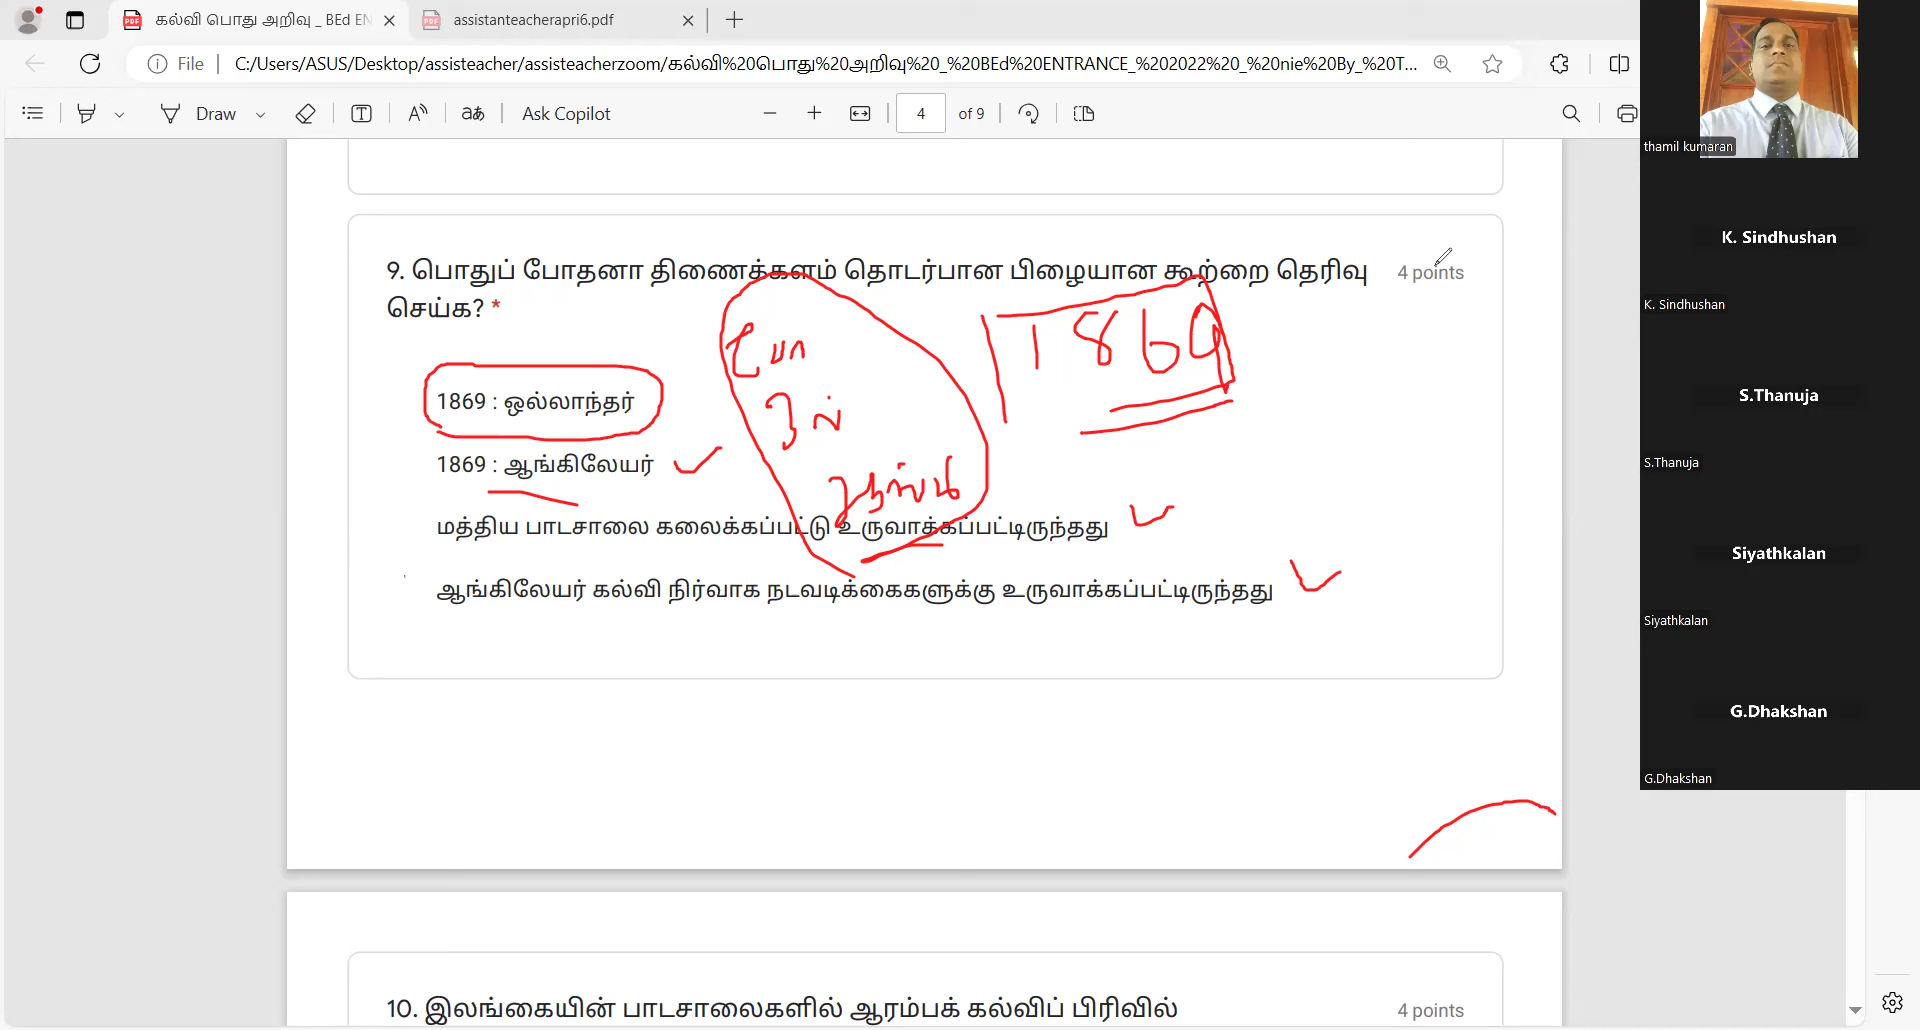 கல்வி பொது அறிவு _ BEd EN
assistanteacherapri6.pdf
File
C:/Users/ASUS/Desktop/assisteacher/assisteacherzoom/கல்வி%20பொது%20அறிவு%20_%20BEd%20ENTRANCE_%202022%20_%20nie%20By_%20T...
Draw
Ask Copilot
4 of 9
9. பொதுப் போதனா திணைக்களம் தொடர்பான பிழையான கூற்றை தெரிவு
செய்க? *
4 points
1869
1869 : ஒல்லாந்தர்
1869 : ஆங்கிலேயர்
மத்திய பாடசாலை கலைக்கப்பட்டு உருவாக்கப்பட்டிருந்தது
ஆங்கிலேயர் கல்வி நிர்வாக நடவடிக்கைகளுக்கு உருவாக்கப்பட்டிருந்தது
10. இலங்கையின் பாடசாலைகளில் ஆரம்பக் கல்விப் பிரிவில்
4 points
thamil kumaran
K. Sindhushan
K. Sindhushan
S.Thanuja
S.Thanuja
Siyathkalan
Siyathkalan
G.Dhakshan
G.Dhakshan